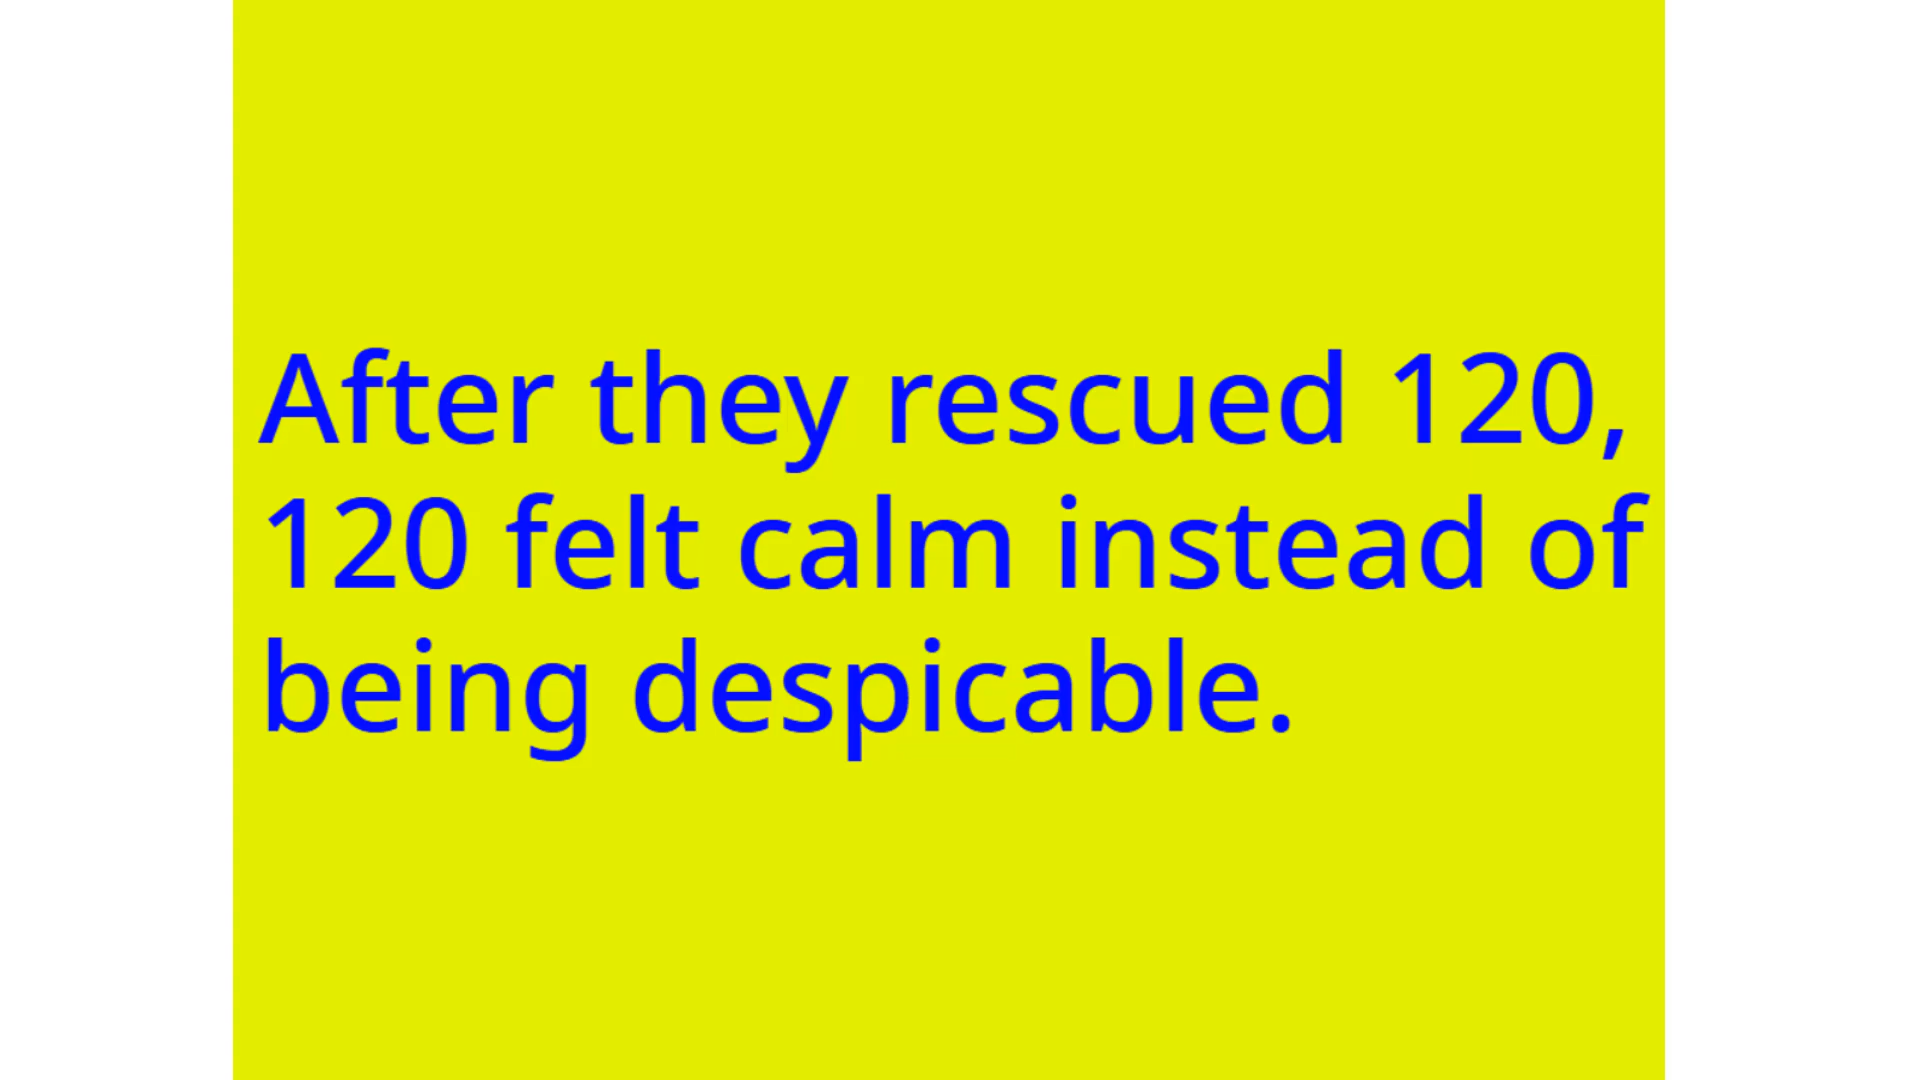 After they rescued 120,
120 felt calm instead of
being despicable.